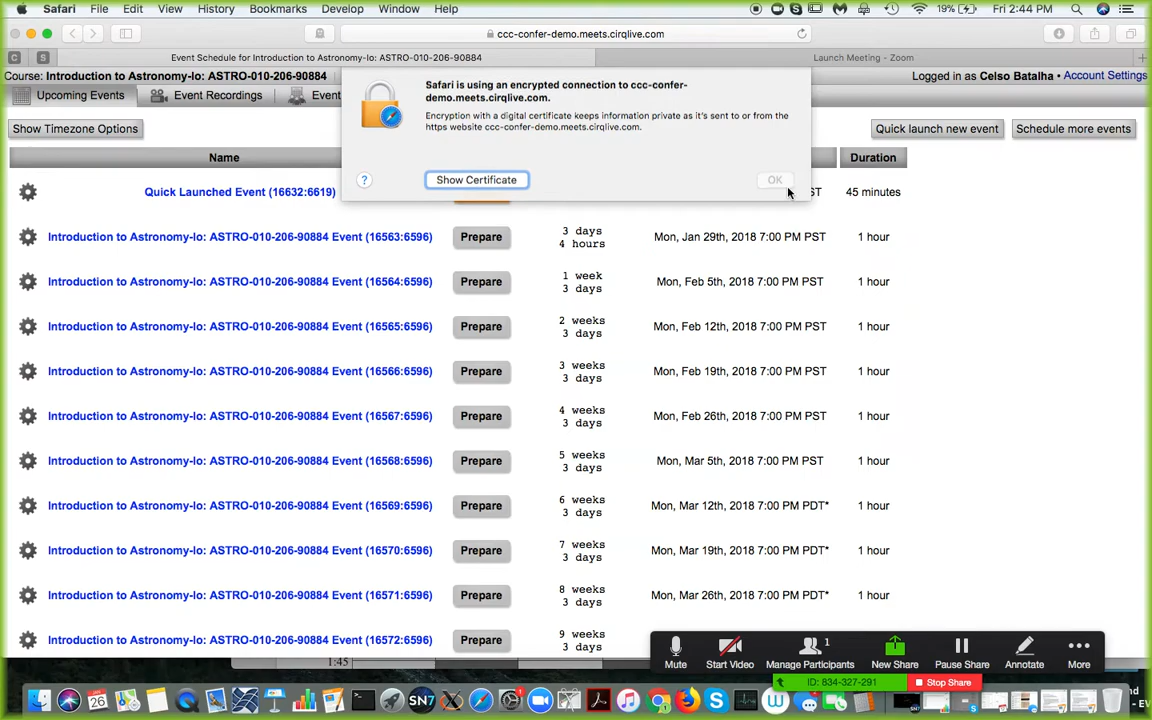 Safari File Edit View History Bookmarks Develop Window Help 19% Fri 2:44 PM
ccc-confer-demo.meets.cirqlive.com
C S Event Schedule for Introduction to Astronomy-Io: ASTRO-010-206-90884 Launch Meeting - Zoom
Course: Introduction to Astronomy-Io: ASTRO-010-206-90884 Logged in as Celso Batalha Account Settings
Upcoming Events Event Recordings Event
Safari is using an encrypted connection to ccc-confer-
demo.meets.cirqlive.com.
Encryption with a digital certificate keeps information private as it's sent to or from the
https website ccc-confer-demo.meets.cirqlive.com.
? Show Certificate OK
Show Timezone Options Quick launch new event Schedule more events
Name Duration
Quick Launched Event (16632:6619) ST 45 minutes
Introduction to Astronomy-Io: ASTRO-010-206-90884 Event (16563:6596) Prepare 3 days 4 hours Mon, Jan 29th, 2018 7:00 PM PST 1 hour
Introduction to Astronomy-Io: ASTRO-010-206-90884 Event (16564:6596) Prepare 1 week 3 days Mon, Feb 5th, 2018 7:00 PM PST 1 hour
Introduction to Astronomy-Io: ASTRO-010-206-90884 Event (16565:6596) Prepare 2 weeks 3 days Mon, Feb 12th, 2018 7:00 PM PST 1 hour
Introduction to Astronomy-Io: ASTRO-010-206-90884 Event (16566:6596) Prepare 3 weeks 3 days Mon, Feb 19th, 2018 7:00 PM PST 1 hour
Introduction to Astronomy-Io: ASTRO-010-206-90884 Event (16567:6596) Prepare 4 weeks 3 days Mon, Feb 26th, 2018 7:00 PM PST 1 hour
Introduction to Astronomy-Io: ASTRO-010-206-90884 Event (16568:6596) Prepare 5 weeks 3 days Mon, Mar 5th, 2018 7:00 PM PST 1 hour
Introduction to Astronomy-Io: ASTRO-010-206-90884 Event (16569:6596) Prepare 6 weeks 3 days Mon, Mar 12th, 2018 7:00 PM PDT* 1 hour
Introduction to Astronomy-Io: ASTRO-010-206-90884 Event (16570:6596) Prepare 7 weeks 3 days Mon, Mar 19th, 2018 7:00 PM PDT* 1 hour
Introduction to Astronomy-Io: ASTRO-010-206-90884 Event (16571:6596) Prepare 8 weeks 3 days Mon, Mar 26th, 2018 7:00 PM PDT* 1 hour
Introduction to Astronomy-Io: ASTRO-010-206-90884 Event (16572:6596) Prepare 9 weeks 3 days
1:45
1
Mute Start Video Manage Participants New Share Pause Share Annotate More
ID: 834-327-291 Stop Share
26 SN7